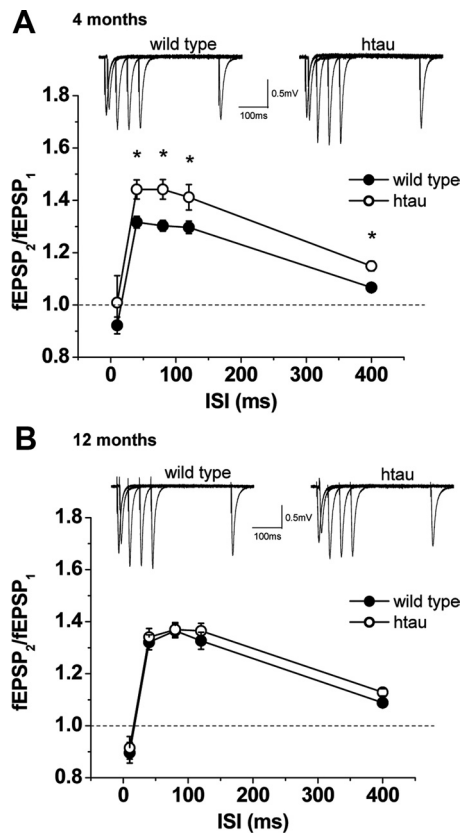 A 4 months
wild type
htau
0.5mV
100ms
fEPSP2/fEPSP1
1.8
1.6
1.4
1.2
1.0
0.8
* * *
*
wild type
htau
0 100 200 300 400
ISI (ms)
B 12 months
wild type
htau
0.5mV
100ms
fEPSP2/fEPSP1
1.8
1.6
1.4
1.2
1.0
0.8
wild type
htau
0 100 200 300 400
ISI (ms)